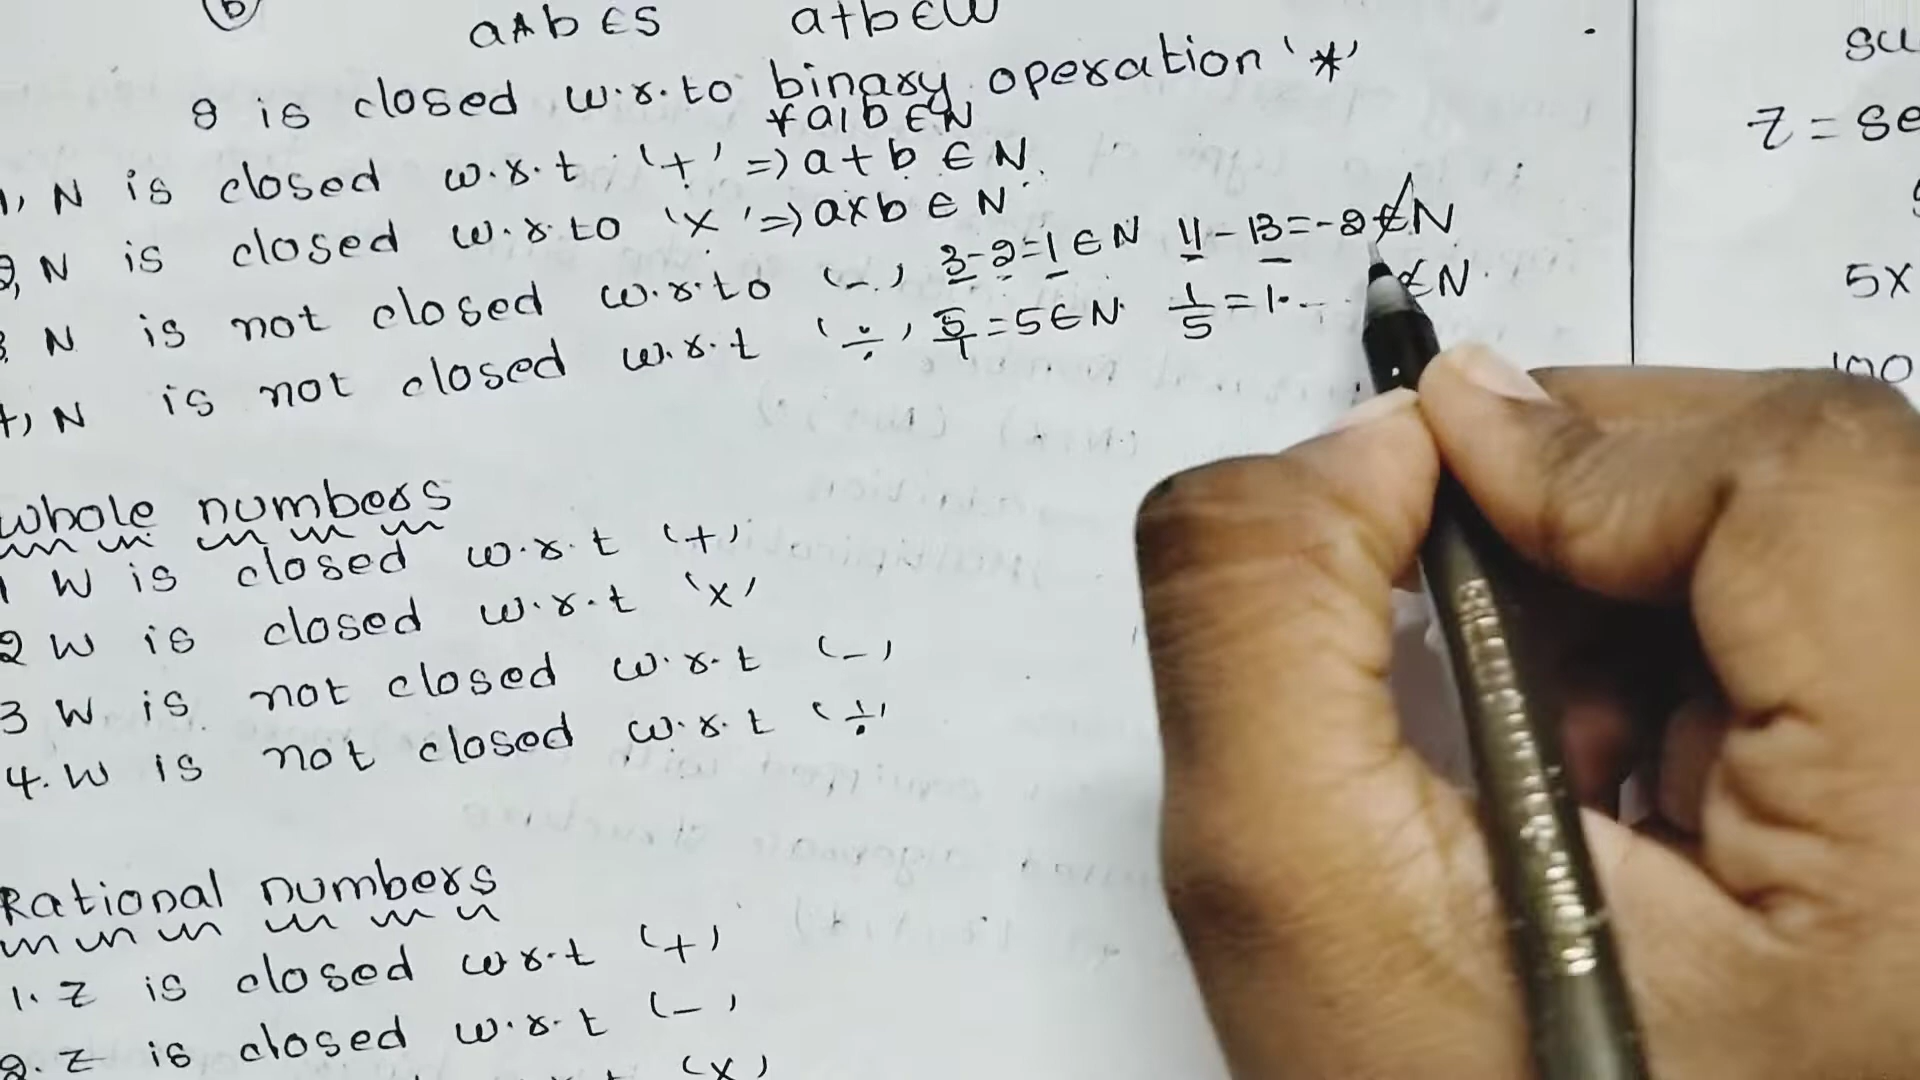 b
a*b∈S a+b∈W
S is closed w.r.to binary operation '*'
∀a,b∈N
1, N is closed w.r.t '+' => a+b∈N
2, N is closed w.r.to 'x' => axb∈N
3 N is not closed w.r.to '-' 3-2=1∈N 11-13=-2∉N
4, N is not closed w.r.t '÷' 5/1=5∈N 1/5=1.- ∉N.
Whole numbers
1 W is closed w.r.t '+'
2 W is closed w.r.t 'x'
3 W is not closed w.r.t '-'
4. W is not closed w.r.t '÷'
Rational numbers
1. Z is closed w.r.t '+'
2. Z is closed w.r.t '-'
'x'
su
Z = se
5x
100